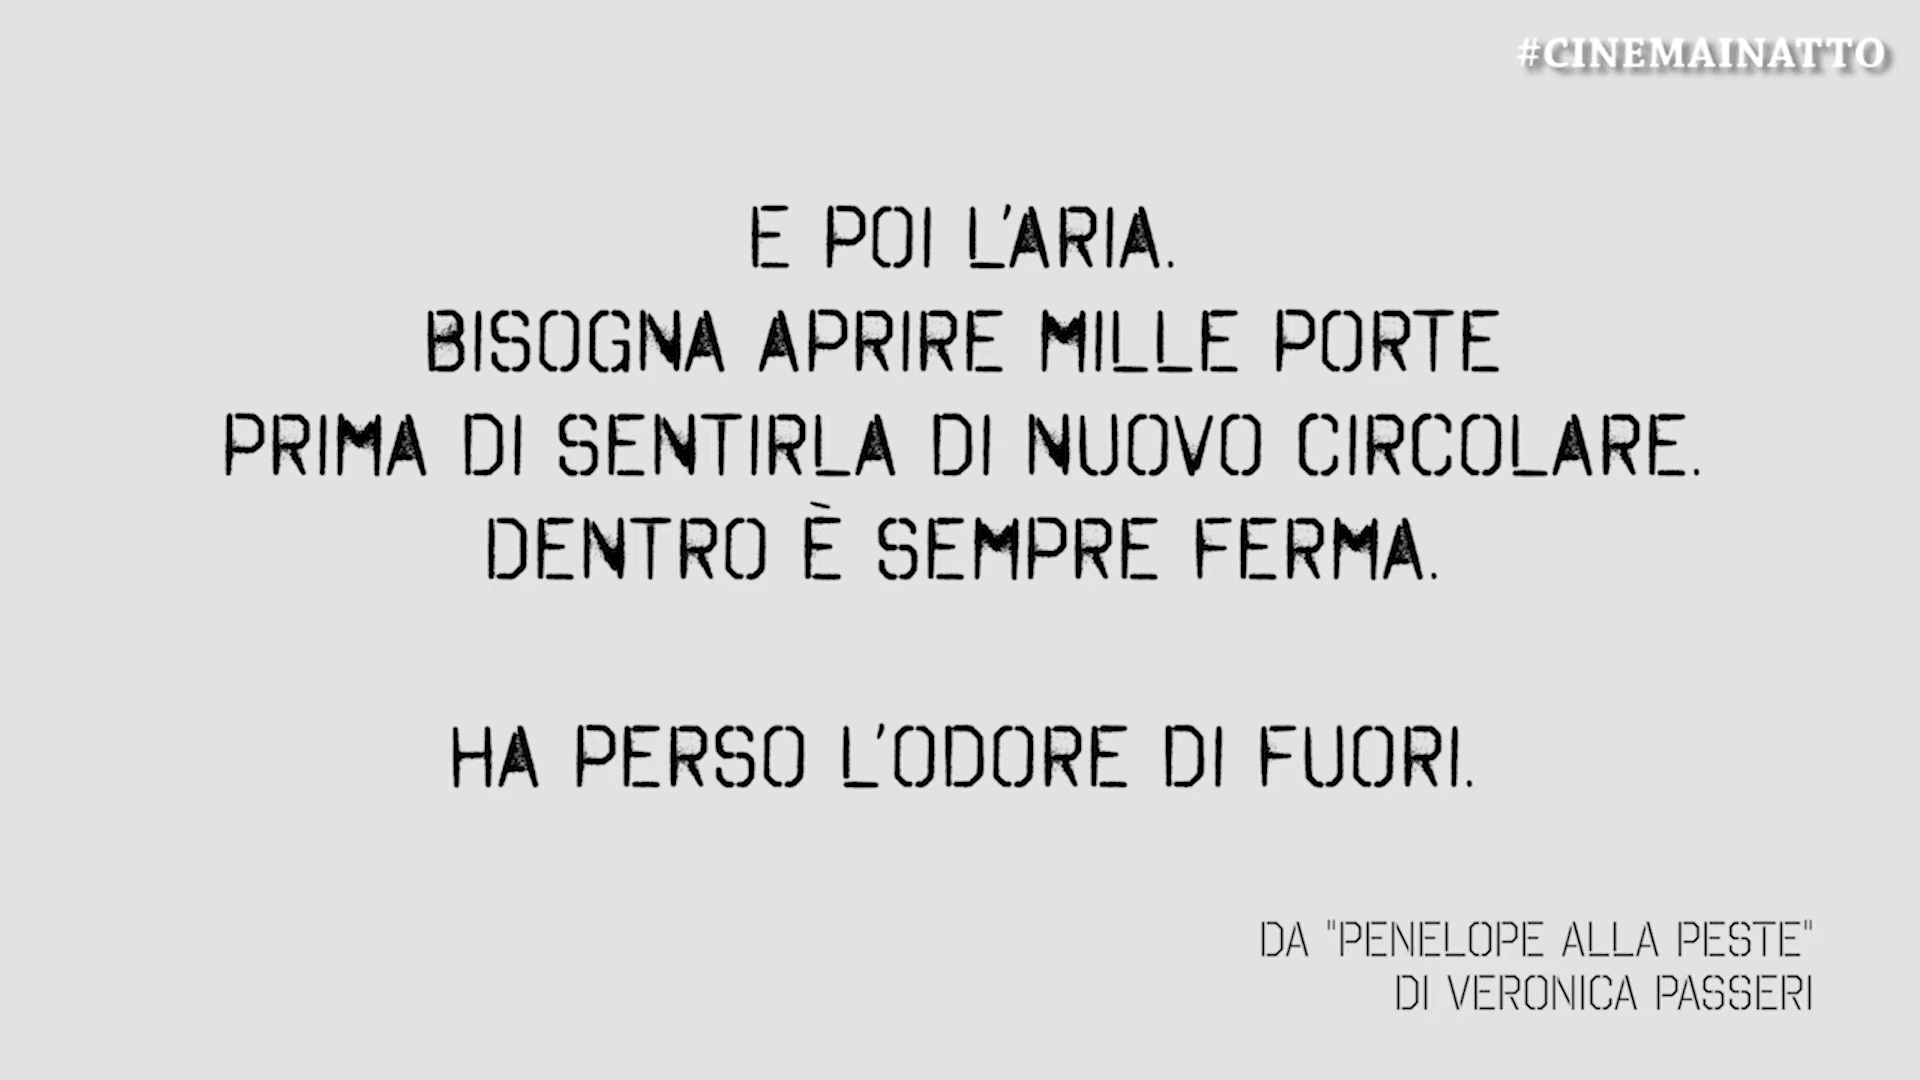 #CINEMAINATTO
E POI L'ARIA.
BISOGNA APRIRE MILLE PORTE
PRIMA DI SENTIRLA DI NUOVO CIRCOLARE.
DENTRO È SEMPRE FERMA.
HA PERSO L'ODORE DI FUORI.
DA "PENELOPE ALLA PESTE"
DI VERONICA PASSERI